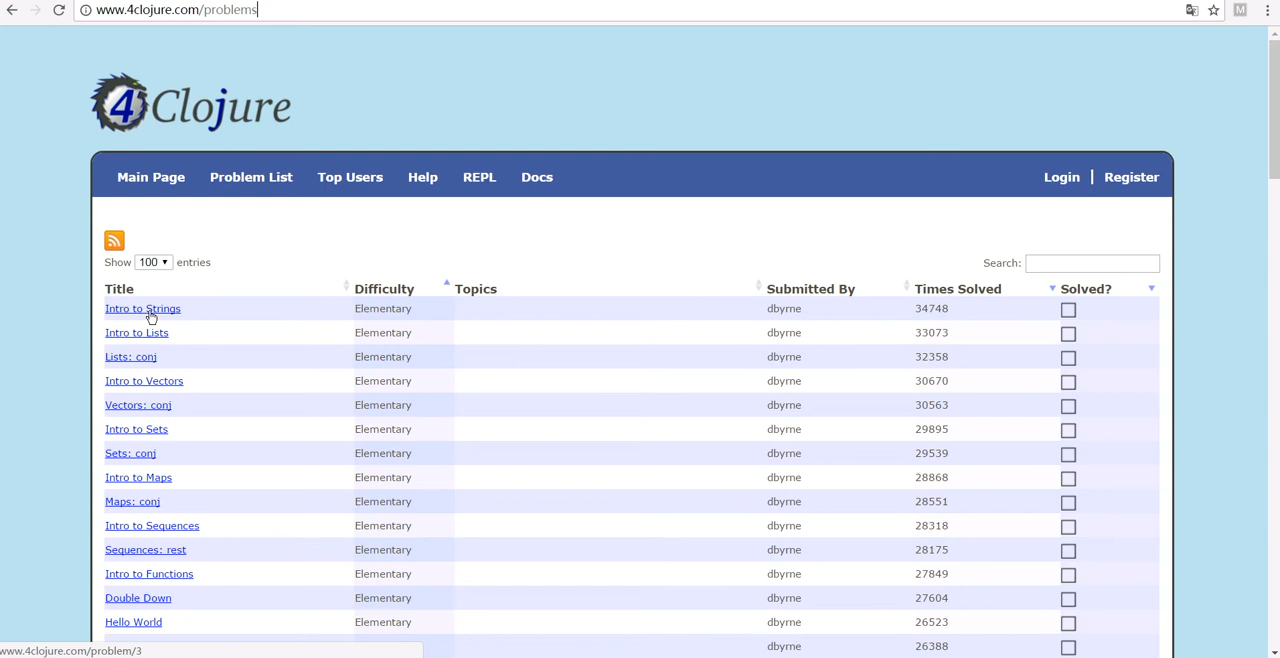 www.4clojure.com/problems
M
4Clojure
Main Page Problem List Top Users Help REPL Docs Login | Register
Show 100 entries Search:
Title Difficulty Topics Submitted By Times Solved Solved?
Intro to Strings Elementary dbyrne 34748
Intro to Lists Elementary dbyrne 33073
Lists: conj Elementary dbyrne 32358
Intro to Vectors Elementary dbyrne 30670
Vectors: conj Elementary dbyrne 30563
Intro to Sets Elementary dbyrne 29895
Sets: conj Elementary dbyrne 29539
Intro to Maps Elementary dbyrne 28868
Maps: conj Elementary dbyrne 28551
Intro to Sequences Elementary dbyrne 28318
Sequences: rest Elementary dbyrne 28175
Intro to Functions Elementary dbyrne 27849
Double Down Elementary dbyrne 27604
Hello World Elementary dbyrne 26523
Elementary dbyrne 26388
www.4clojure.com/problem/3